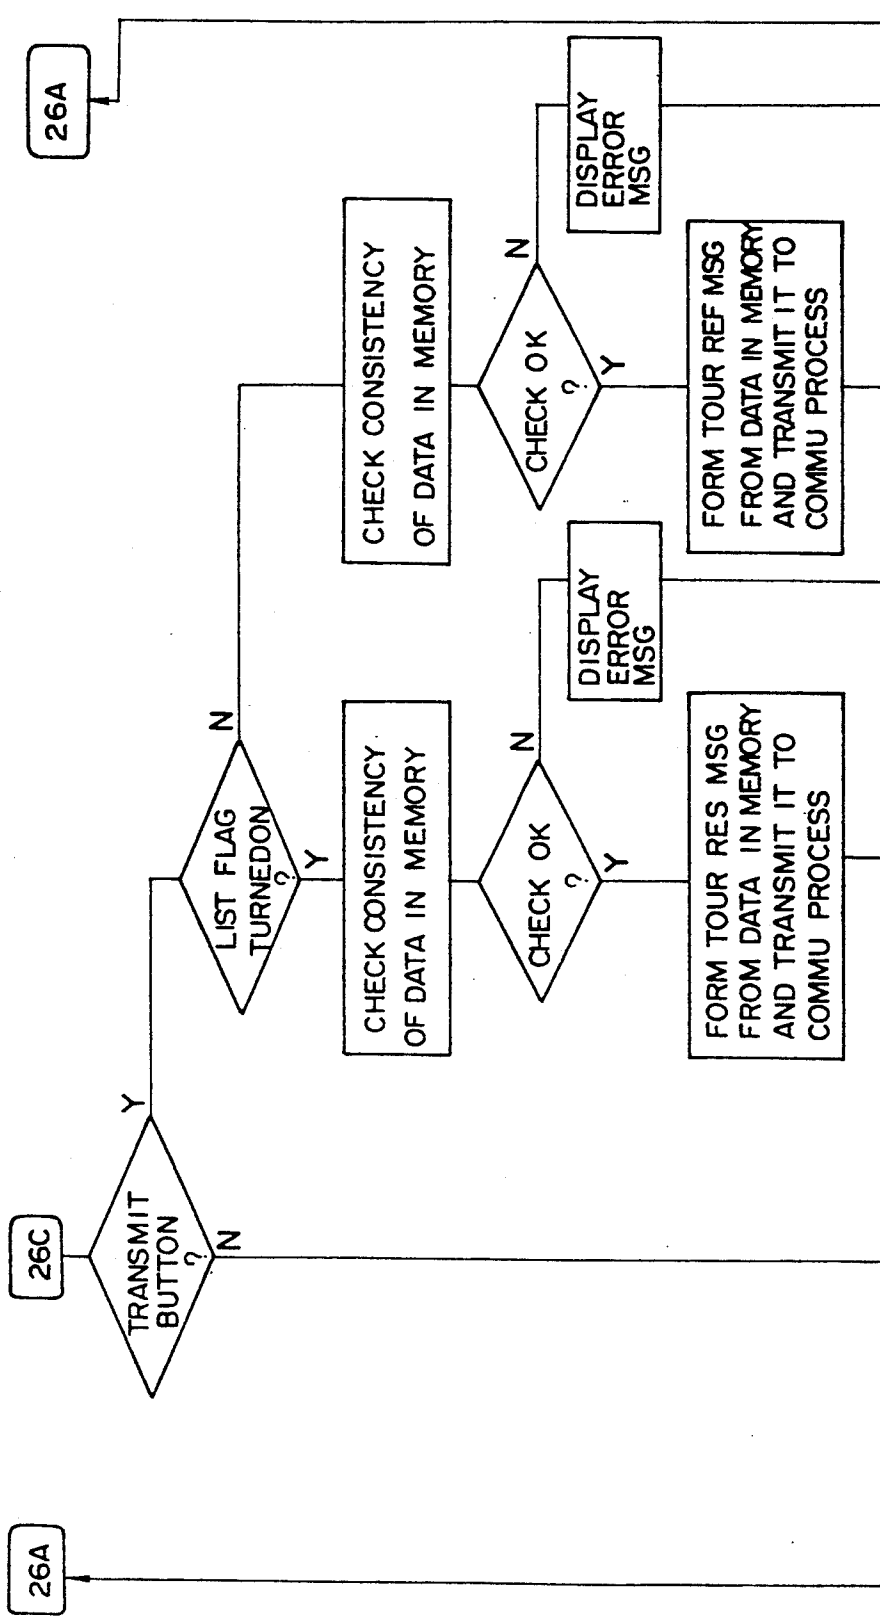 26A
26C
26A
TRANSMIT
BUTTON
?
Y
N
LIST FLAG
TURNEDON
?
N
Y
CHECK CONSISTENCY
OF DATA IN MEMORY
CHECK CONSISTENCY
OF DATA IN MEMORY
CHECK OK
?
N
Y
CHECK OK
?
N
Y
DISPLAY
ERROR
MSG
DISPLAY
ERROR
MSG
FORM TOUR RES MSG
FROM DATA IN MEMORY
AND TRANSMIT IT TO
COMMU PROCESS
FORM TOUR REF MSG
FROM DATA IN MEMORY
AND TRANSMIT IT TO
COMMU PROCESS